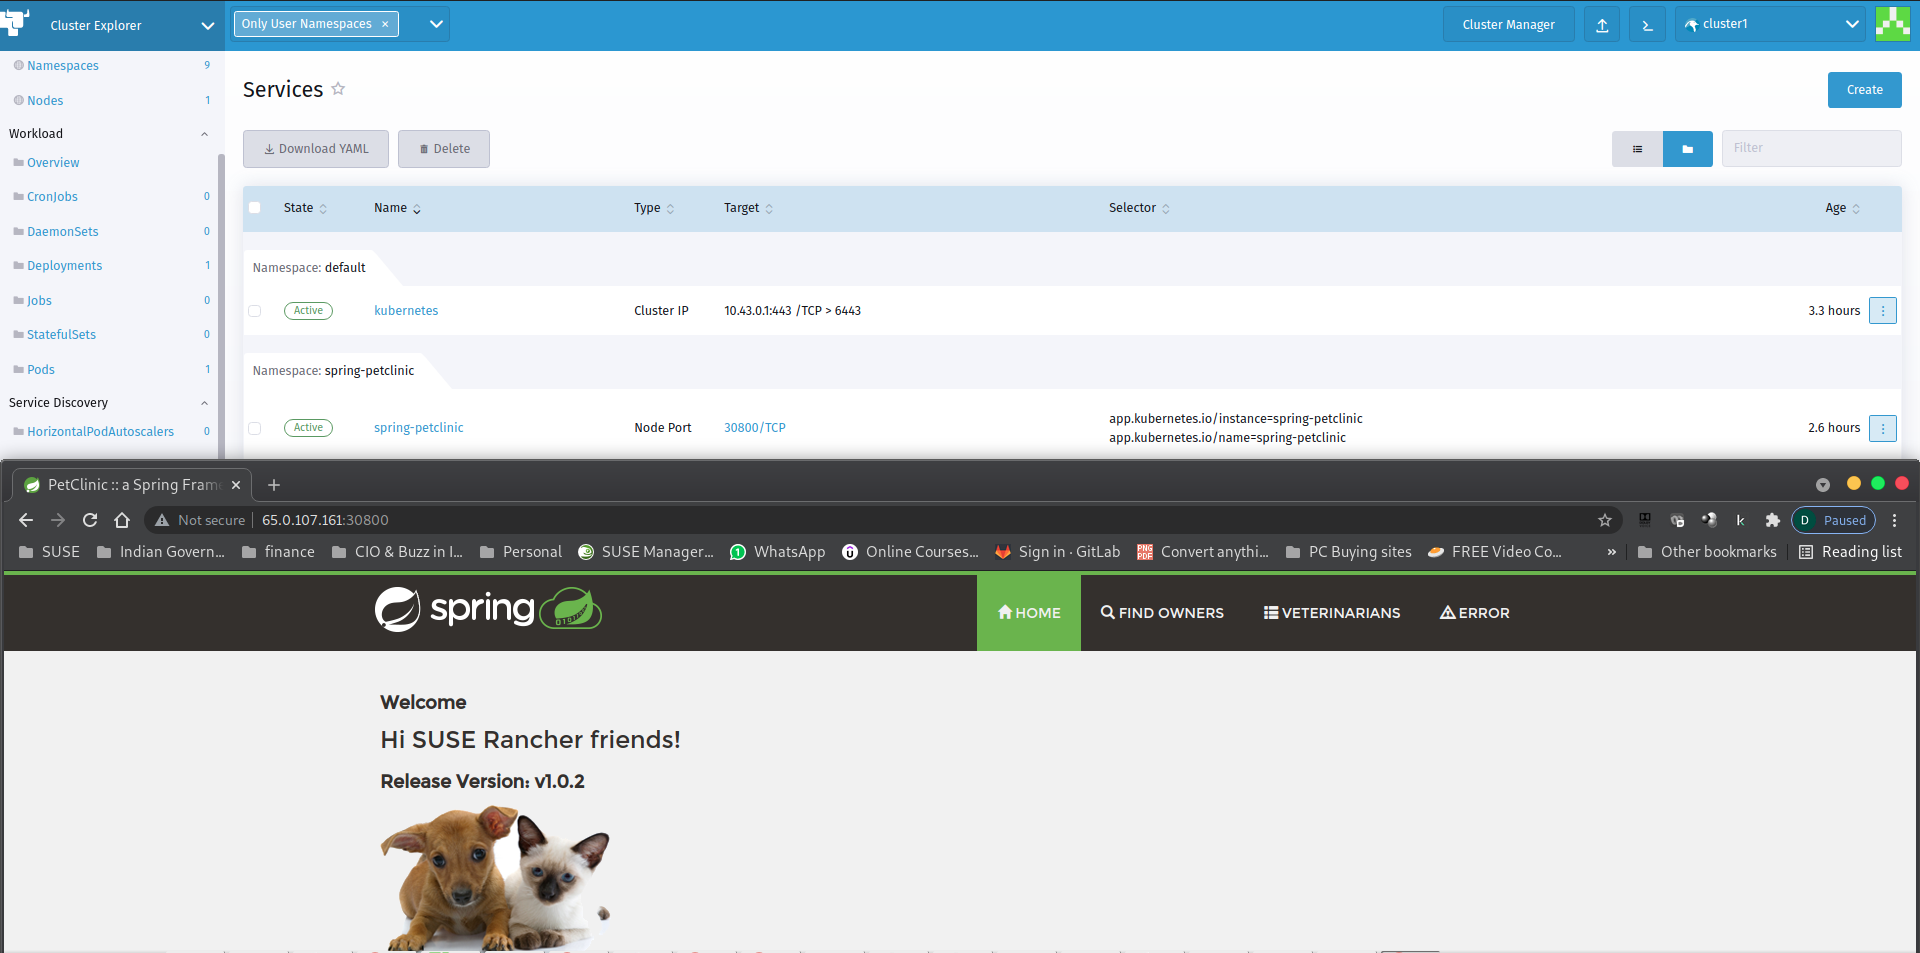 Cluster Explorer
Only User Namespaces ×
Cluster Manager
cluster1
Namespaces 9
Nodes 1
Workload
Overview
CronJobs 0
DaemonSets 0
Deployments 1
Jobs 0
StatefulSets 0
Pods 1
Service Discovery
HorizontalPodAutoscalers 0
Services
Create
Download YAML Delete
Filter
State Name Type Target Selector Age
Namespace: default
Active kubernetes Cluster IP 10.43.0.1:443 /TCP > 6443 3.3 hours
Namespace: spring-petclinic
Active spring-petclinic Node Port 30800/TCP app.kubernetes.io/instance=spring-petclinic
app.kubernetes.io/name=spring-petclinic 2.6 hours
PetClinic :: a Spring Fram
Not secure 65.0.107.161:30800
k D Paused
SUSE Indian Govern... finance CIO & Buzz in I... Personal SUSE Manager... WhatsApp Online Courses... Sign in · GitLab Convert anythi... PC Buying sites FREE Video Co... » Other bookmarks Reading list
spring
HOME FIND OWNERS VETERINARIANS ERROR
Welcome
Hi SUSE Rancher friends!
Release Version: v1.0.2